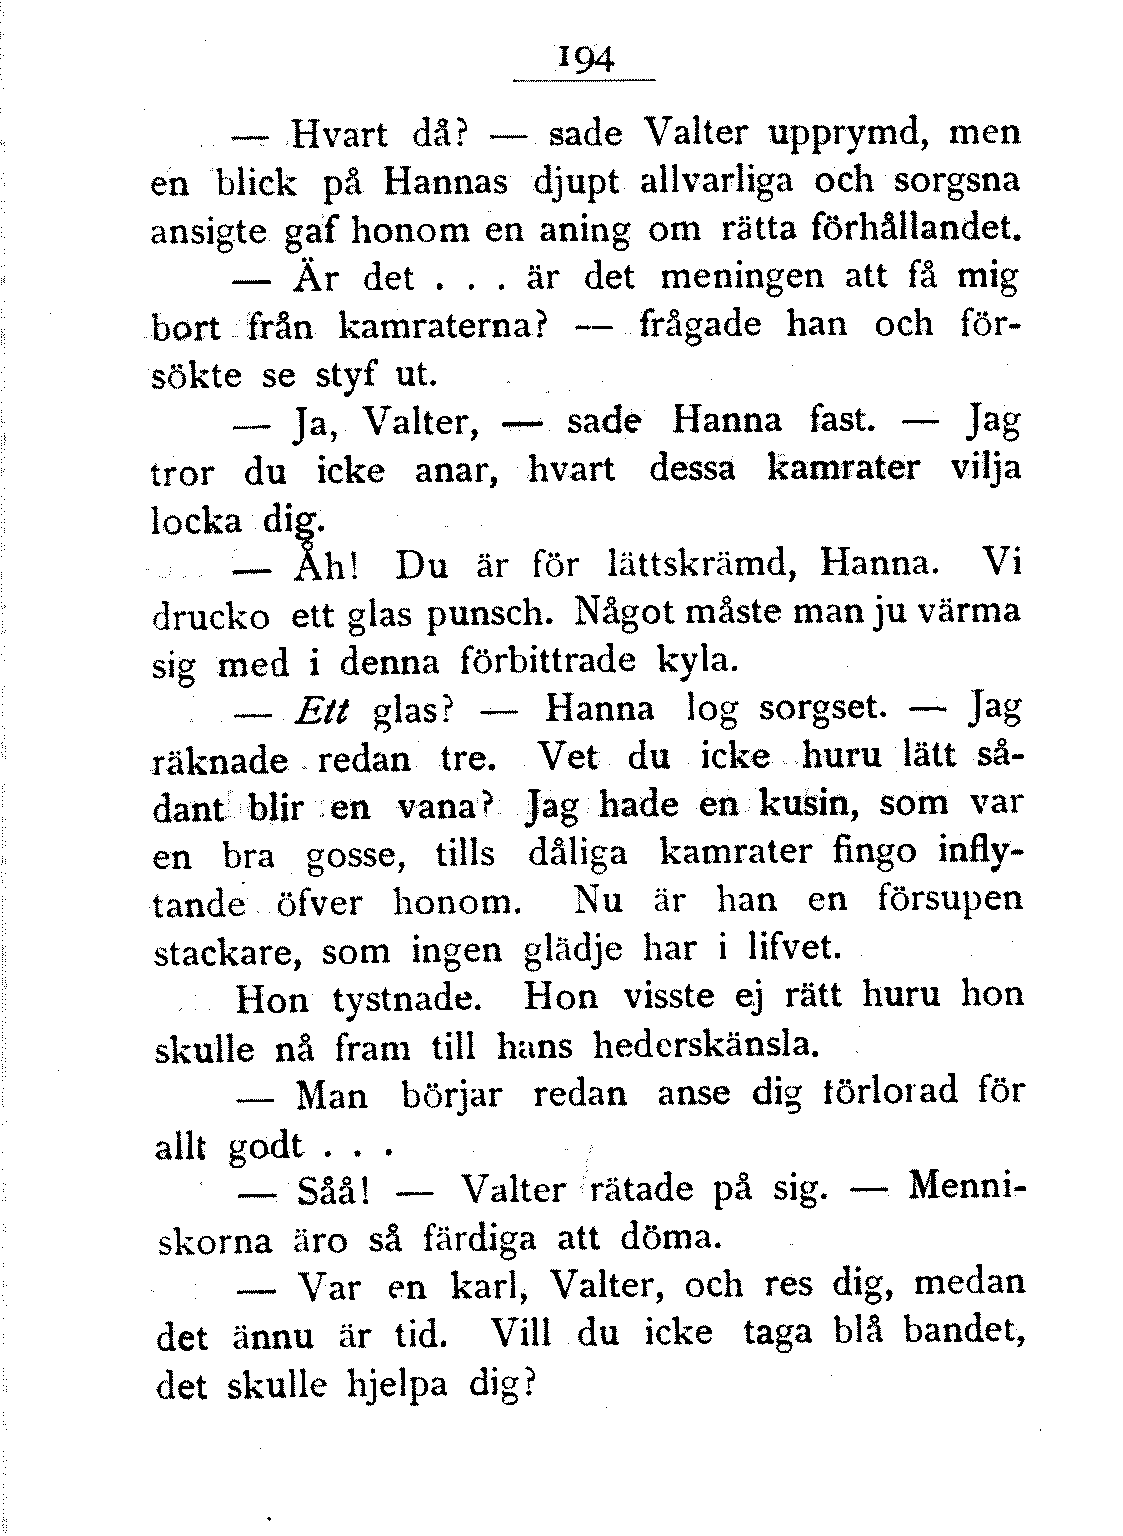 194
— Hvart då? — sade Valter upprymd, men
en blick på Hannas djupt allvarliga och sorgsna
ansigte gaf honom en aning om rätta förhållandet.
— Är det . . . är det meningen att få mig
bort från kamraterna? — frågade han och för-
sökte se styf ut.
— Ja, Valter, — sade Hanna fast. — Jag
tror du icke anar, hvart dessa kamrater vilja
locka dig.
— Åh! Du är för lättskrämd, Hanna. Vi
drucko ett glas punsch. Något måste man ju värma
sig med i denna förbittrade kyla.
— Ett glas? — Hanna log sorgset. — Jag
räknade redan tre. Vet du icke huru lätt så-
dant blir en vana? Jag hade en kusin, som var
en bra gosse, tills dåliga kamrater fingo infly-
tande öfver honom. Nu är han en försupen
stackare, som ingen glädje har i lifvet.
Hon tystnade. Hon visste ej rätt huru hon
skulle nå fram till hans hederskänsla.
— Man börjar redan anse dig förlorad för
allt godt . . .
— Såå! — Valter rätade på sig. — Menni-
skorna äro så färdiga att döma.
— Var en karl, Valter, och res dig, medan
det ännu är tid. Vill du icke taga blå bandet,
det skulle hjelpa dig?